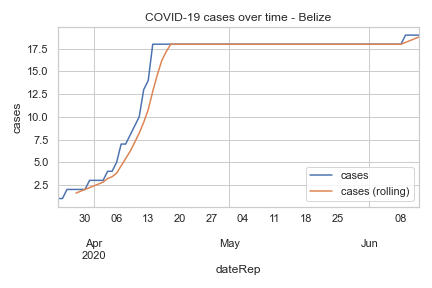 COVID-19 cases over time - Belize
cases
17.5
15.0
12.5
10.0
7.5
5.0
2.5
cases
cases (rolling)
30 06 13 20 27 04 11 18 25 08
Apr May Jun
2020
dateRep